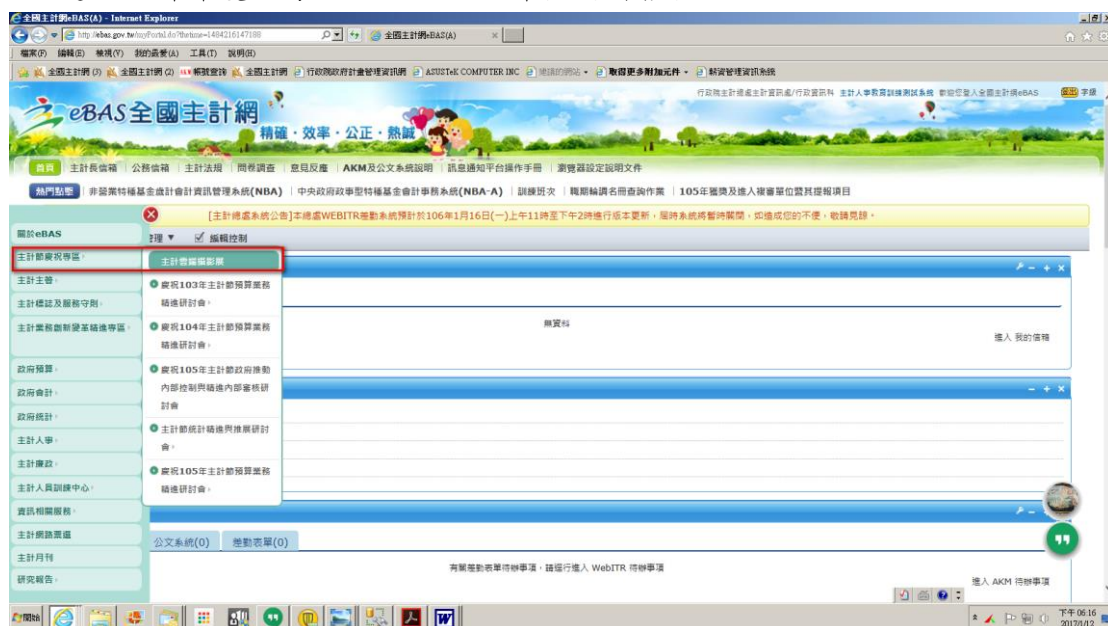 全國主計網eBAS(A) - Internet Explorer
全國主計網eBAS(A)
檔案(F) 編輯(E) 檢視(V) 我的最愛(A) 工具(T) 說明(H)
全國主計網 (3) 全國主計網 (2) 帳號查詢 全國主計網 行政院政府計畫管理資訊網 ASUSTeK COMPUTER INC 建議的網站 取得更多附加元件 薪資管理資訊系統
行政院主計總處主計資訊處/行政資訊科 主計人事教育訓練測試系統 歡迎您登入全國主計網eBAS 登出 字級
eBAS全國主計網
精確‧效率‧公正‧熱誠
首頁 主計長信箱 公務信箱 主計法規 問卷調查 意見反應 AKM及公文系統說明 訊息通知平台操作手冊 瀏覽器設定說明文件
熱門點閱 非營業特種基金歲計會計資訊管理系統(NBA) 中央政府政事型特種基金會計事務系統(NBA-A) 訓練班次 職期輪調名冊查詢作業 105年獲獎及進入複審單位暨其提報項目
[主計總處系統公告]本總處WEBITR差勤系統預計於106年1月16日(一)上午11時至下午2時進行版本更新，屆時系統將暫時關閉，如造成您的不便，敬請見諒。
關於eBAS
管理 ▼ 編輯控制
主計節慶祝專區
主計主管
主計標誌及服務守則
主計業務創新變革精進專區
政府預算
政府會計
政府統計
主計人事
主計廉政
主計人員訓練中心
資訊相關服務
主計網路票選
主計月刊
研究報告
慶祝103年主計節預算業務
精進研討會
慶祝104年主計節預算業務
精進研討會
慶祝105年主計節政府推動
內部控制與精進內部審核研
討會
主計節統計精進與推展研討
會
慶祝105年主計節預算業務
精進研討會
無資料
進入 我的信箱
公文系統(0) 差勤表單(0)
有關差勤表單待辦事項，請逕行進入 WebITR 待辦事項
進入 AKM 待辦事項
開始
下午 06:16
2017/1/12